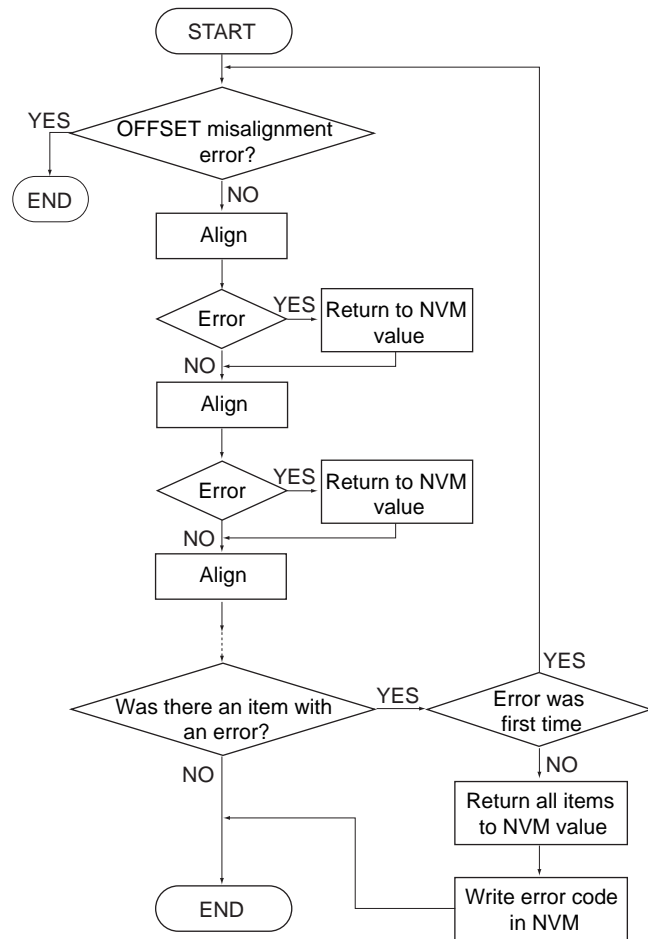 START
YES
OFFSET misalignment
error?
END
NO
Align
Error
YES
Return to NVM
value
NO
Align
Error
YES
Return to NVM
value
NO
Align
Was there an item with
an error?
YES
YES
Error was
first time
NO
NO
Return all items
to NVM value
END
Write error code
in NVM